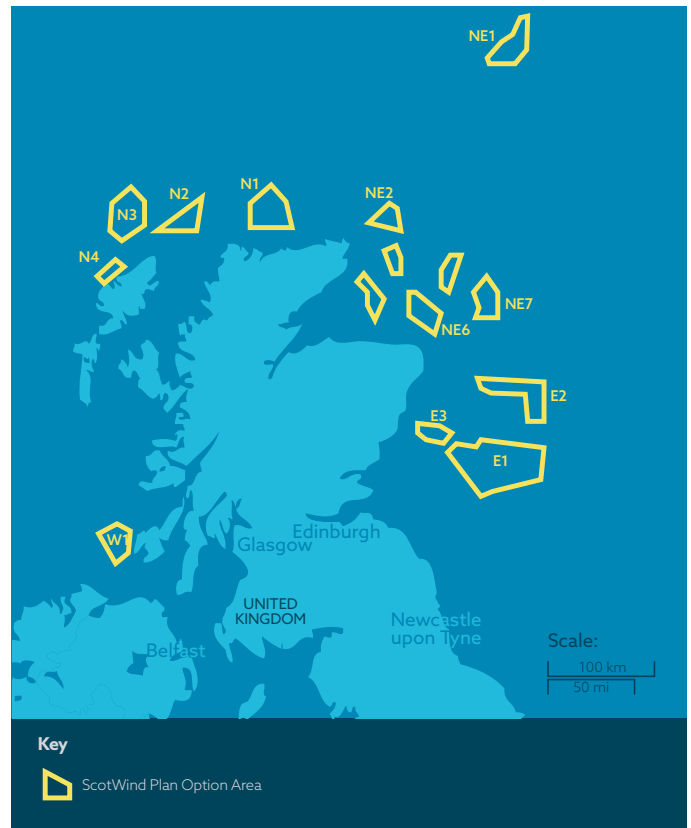 NE1
N1
N2
NE2
N3
N4
NE7
NE6
E2
E3
E1
W1
Edinburgh
Glasgow
UNITED
KINGDOM
Newcastle
upon Tyne
Belfast
Scale:
100 km
50 mi
Key
ScotWind Plan Option Area